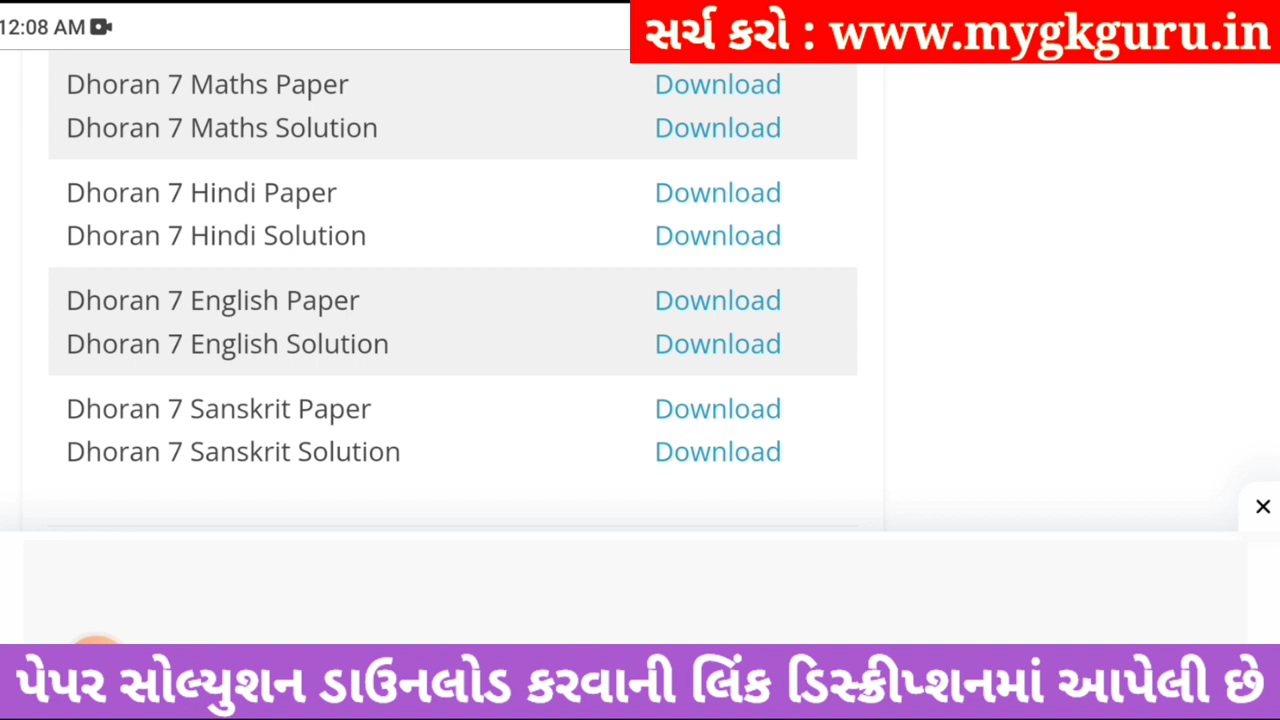 12:08 AM
સર્ચ કરો : www.mygkguru.in
Dhoran 7 Maths Paper Download
Dhoran 7 Maths Solution Download
Dhoran 7 Hindi Paper Download
Dhoran 7 Hindi Solution Download
Dhoran 7 English Paper Download
Dhoran 7 English Solution Download
Dhoran 7 Sanskrit Paper Download
Dhoran 7 Sanskrit Solution Download
પેપર સોલ્યુશન ડાઉનલોડ કરવાની લિંક ડિસ્ક્રીપ્શનમાં આપેલી છે